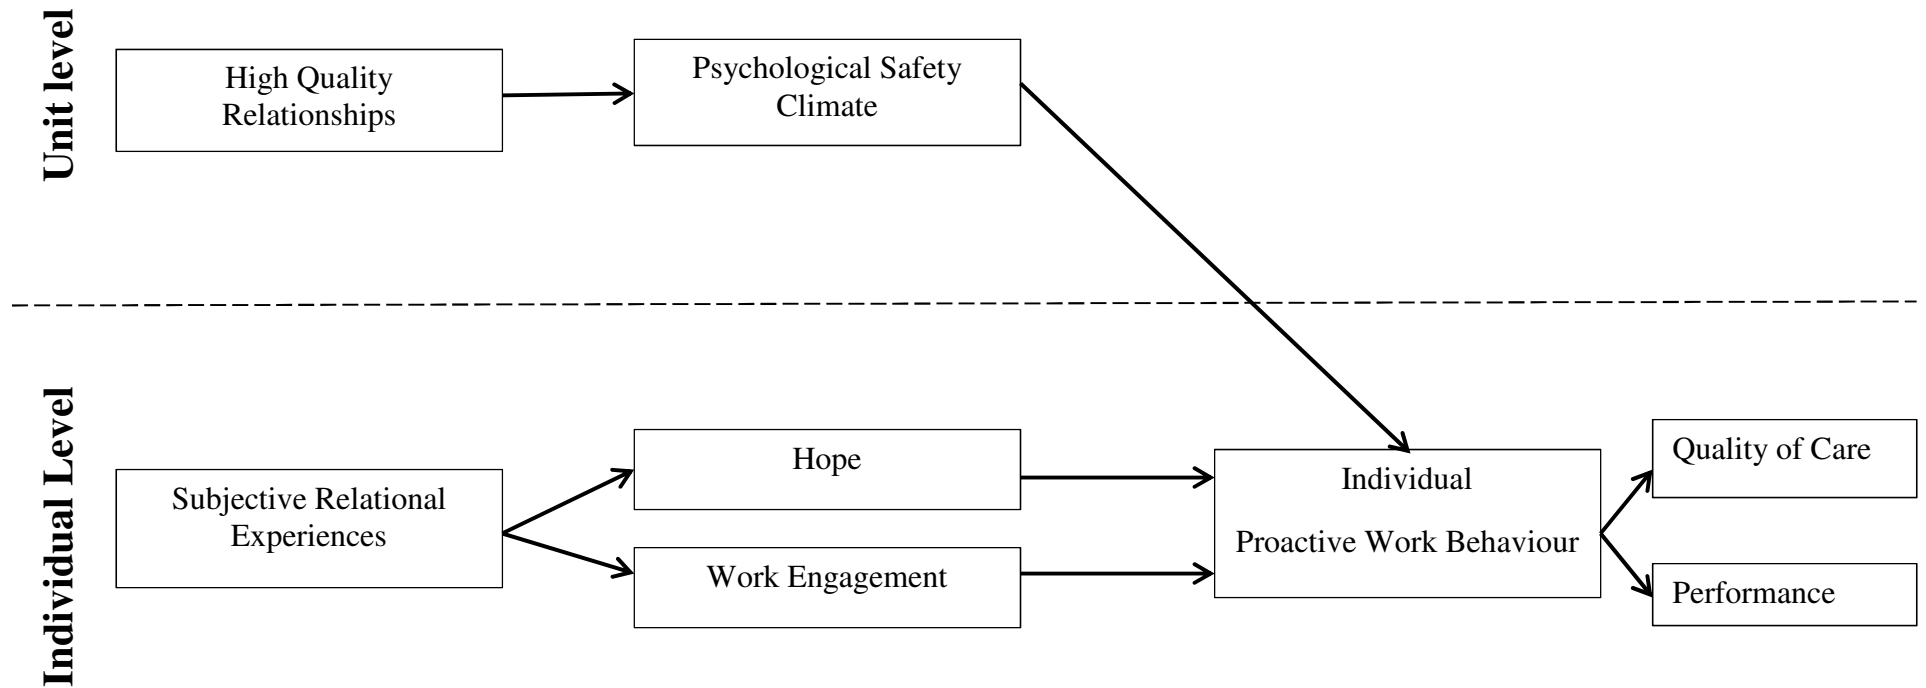 Unit level
High Quality
Relationships
Psychological Safety
Climate
Individual Level
Subjective Relational
Experiences
Hope
Work Engagement
Individual
Proactive Work Behaviour
Quality of Care
Performance